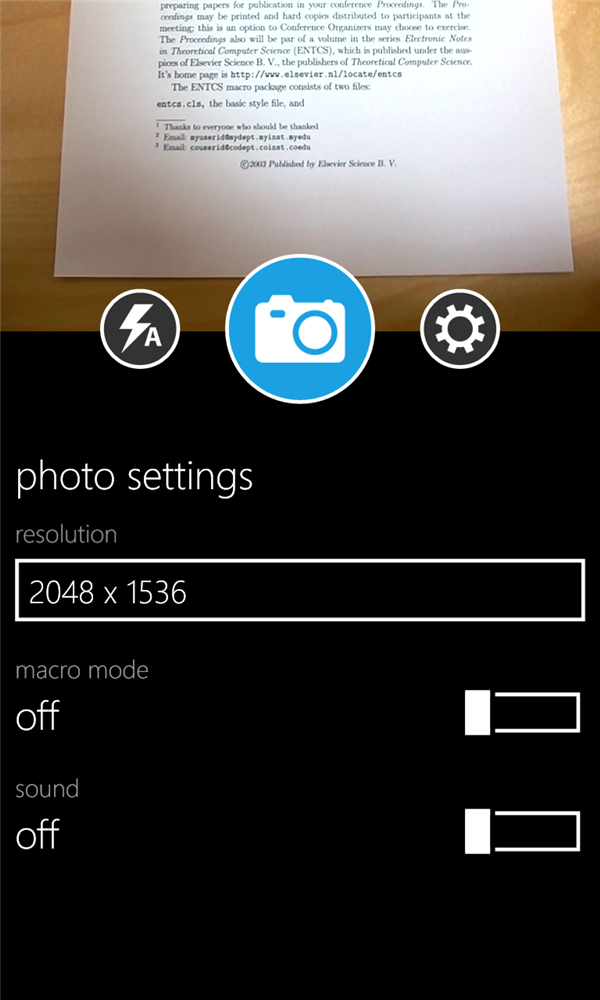 preparing papers for publication in your conference Proceedings. The Pro-
ceedings may be printed and hard copies distributed to participants at the
meeting; this is an option to Conference Organizers may choose to exercise.
The Proceedings also will be par of a volume in the series Electronic Notes
in Theoretical Computer Science (ENTCS), which is published under the aus-
pices of Elsevier Science B. V., the publishers of Theoretical Computer Science.
It's home page is http://www.elsevier.nl/locate/entcs
The ENTCS macro package consists of two files:
entcs.cls, the basic style file, and
1 Thanks to everyone who should be thanked
2 Email: myuserid@mydept.myinst.myedu
3 Email: couserid@codept.coinst.coedu
©2003 Published by Elsevier Science B. V.
A
photo settings
resolution
2048 x 1536
macro mode
off
sound
off